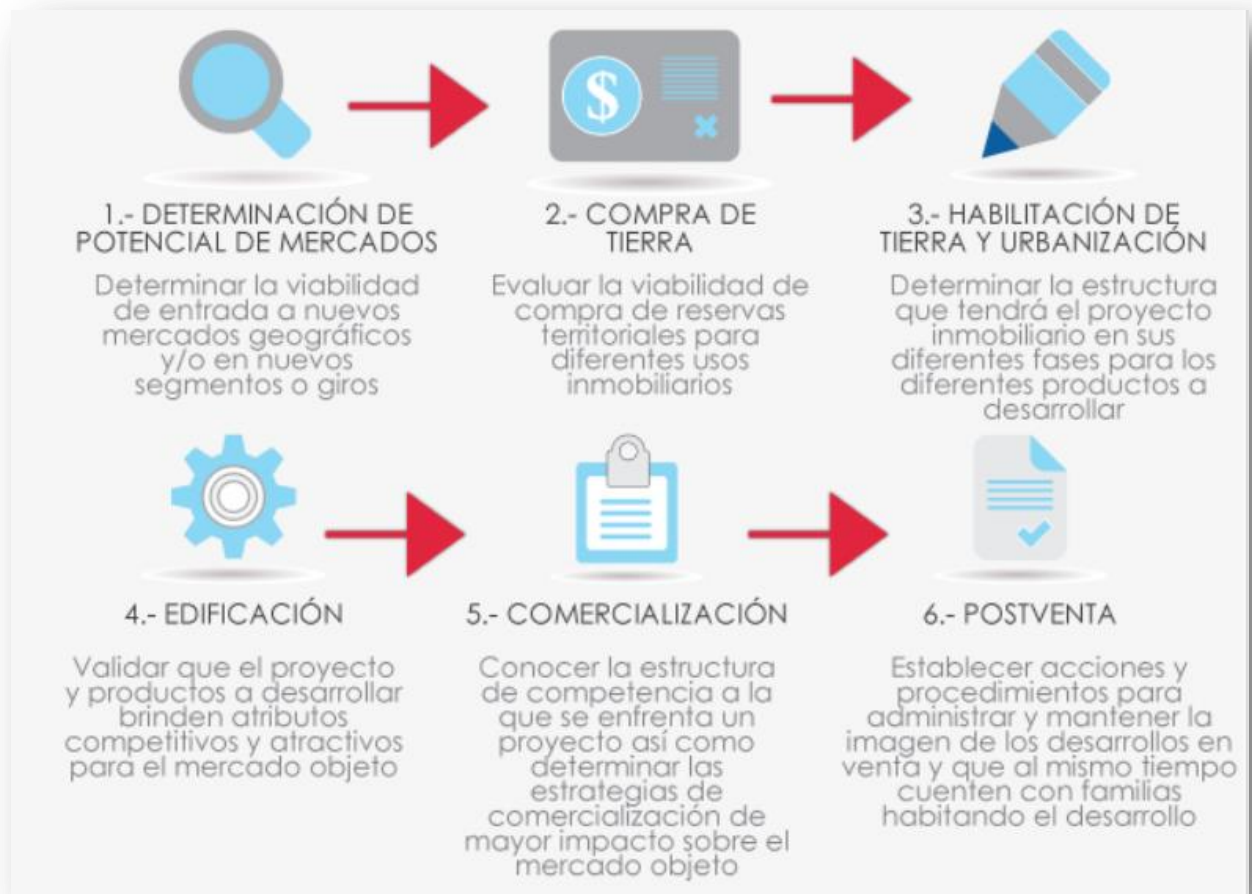 $
1.- DETERMINACIÓN DE
POTENCIAL DE MERCADOS
Determinar la viabilidad
de entrada a nuevos
mercados geográficos
y/o en nuevos
segmentos o giros
2.- COMPRA DE
TIERRA
Evaluar la viabilidad de
compra de reservas
territoriales para
diferentes usos
inmobiliarios
3.- HABILITACIÓN DE
TIERRA Y URBANIZACIÓN
Determinar la estructura
que tendrá el proyecto
inmobiliario en sus
diferentes fases para los
diferentes productos a
desarrollar
4.- EDIFICACIÓN
Validar que el proyecto
y productos a desarrollar
brinden atributos
competitivos y atractivos
para el mercado objeto
5.- COMERCIALIZACIÓN
Conocer la estructura
de competencia a la
que se enfrenta un
proyecto así como
determinar las
estrategias de
comercialización de
mayor impacto sobre el
mercado objeto
6.- POSTVENTA
Establecer acciones y
procedimientos para
administrar y mantener la
imagen de los desarrollos en
venta y que al mismo tiempo
cuenten con familias
habitando el desarrollo